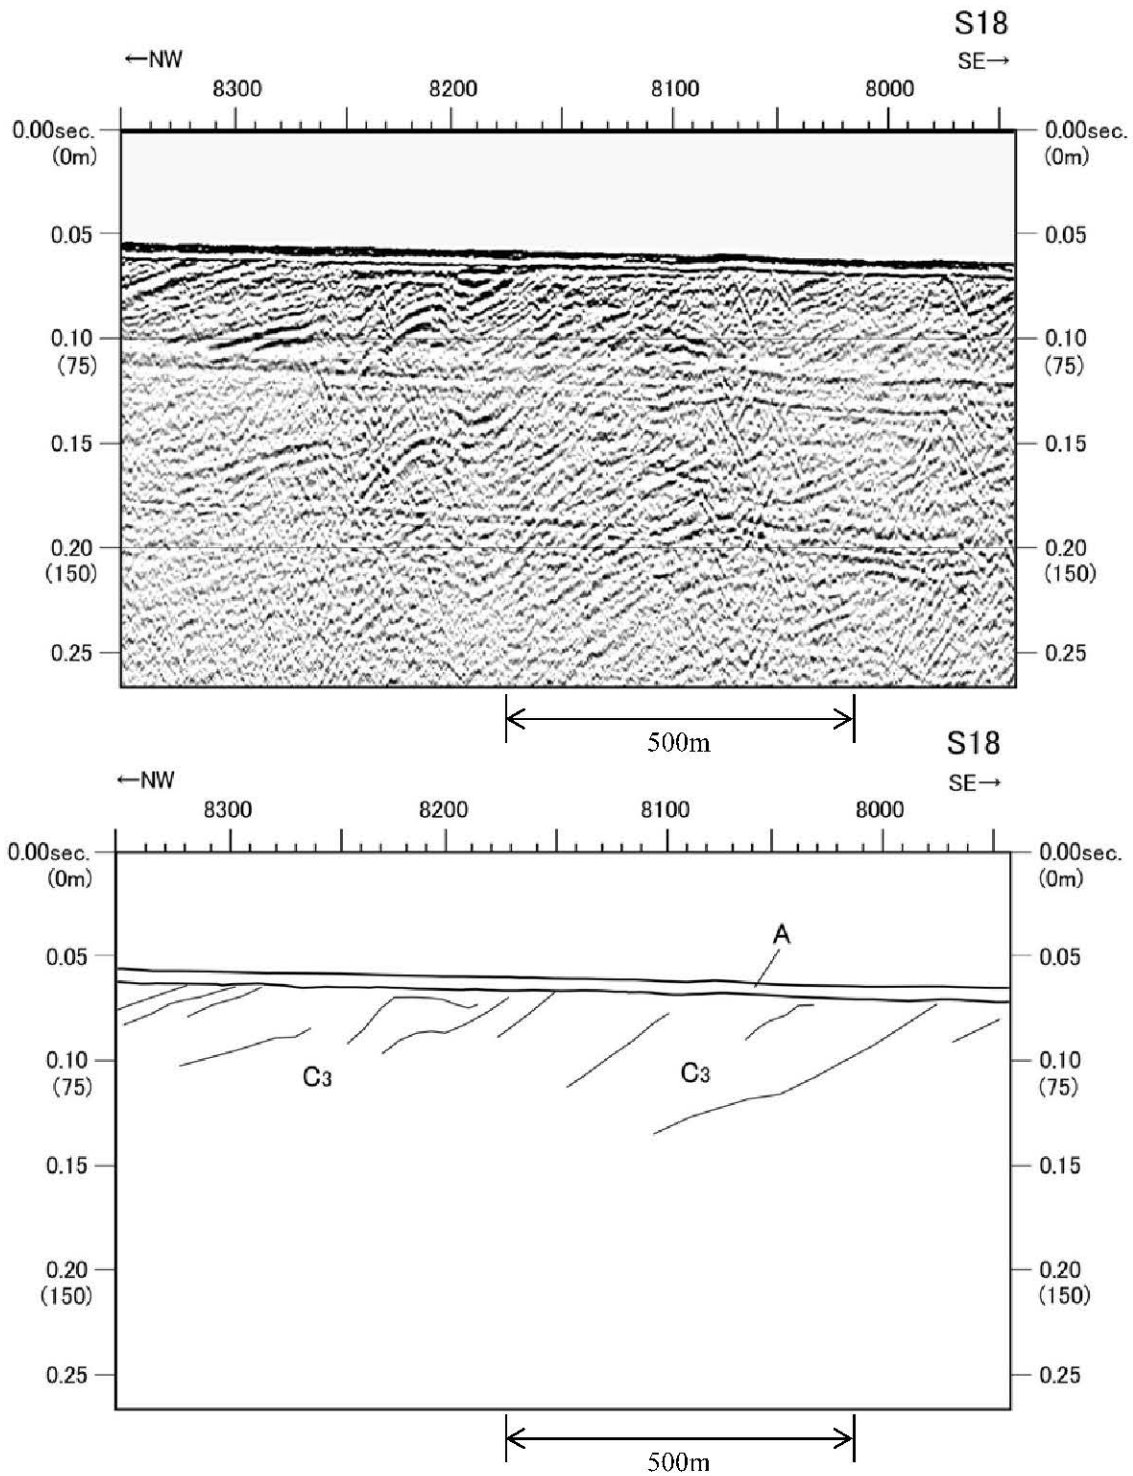 S18
←NW SE→
8300 8200 8100 8000
0.00sec. 0.00sec.
(0m) (0m)
0.05 0.05
0.10 0.10
(75) (75)
0.15 0.15
0.20 0.20
(150) (150)
0.25 0.25
500m
S18
←NW SE→
8300 8200 8100 8000
0.00sec. 0.00sec.
(0m) (0m)
A
0.05 0.05
0.10 0.10
C3 C3
(75) (75)
0.15 0.15
0.20 0.20
(150) (150)
0.25 0.25
500m